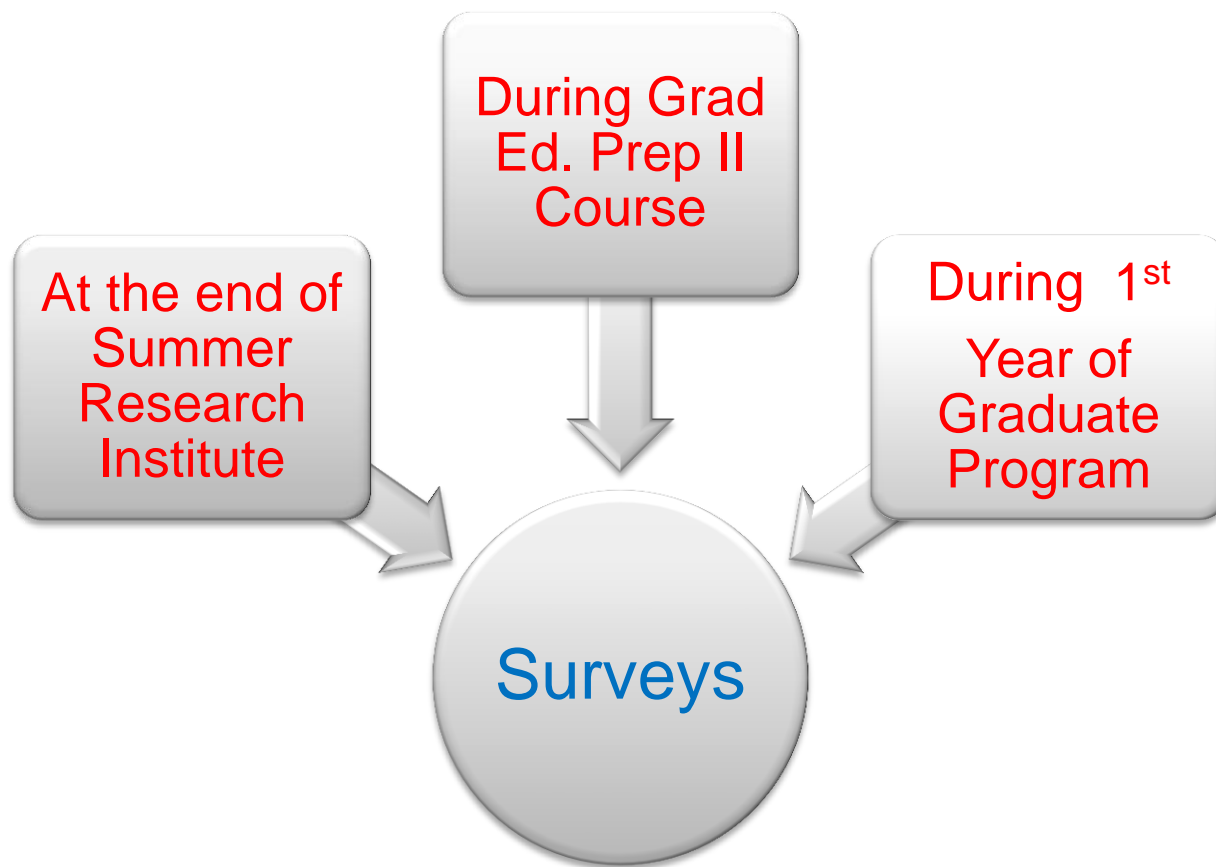 During Grad
Ed. Prep II
Course
At the end of
Summer
Research
Institute
During 1st
Year of
Graduate
Program
Surveys